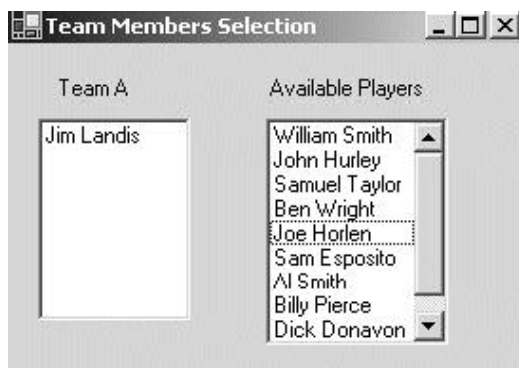 Team Members Selection
Team A
Available Players
Jim Landis
William Smith
John Hurley
Samuel Taylor
Ben Wright
Joe Horlen
Sam Esposito
Al Smith
Billy Pierce
Dick Donavon